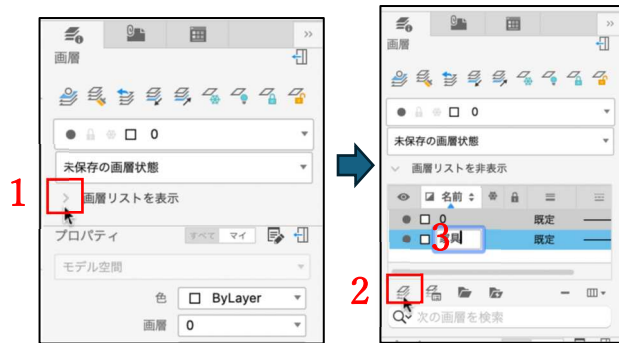 画層
0
未保存の画層状態
1
画層リストを表示
プロパティ
すべて マイ
モデル空間
色 ByLayer
画層 0
画層
0
未保存の画層状態
画層リストを非表示
名前
0 既定
具 既定
3
2
次の画層を検索